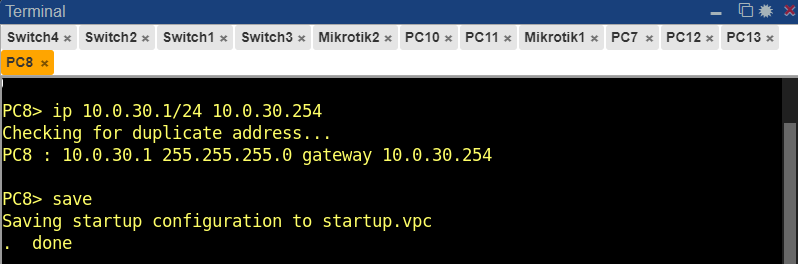 Terminal
Switch4 × Switch2 × Switch1 × Switch3 × Mikrotik2 × PC10 × PC11 × Mikrotik1 × PC7 × PC12 × PC13 ×
PC8 ×
PC8> ip 10.0.30.1/24 10.0.30.254
Checking for duplicate address...
PC8 : 10.0.30.1 255.255.255.0 gateway 10.0.30.254
PC8> save
Saving startup configuration to startup.vpc
.  done